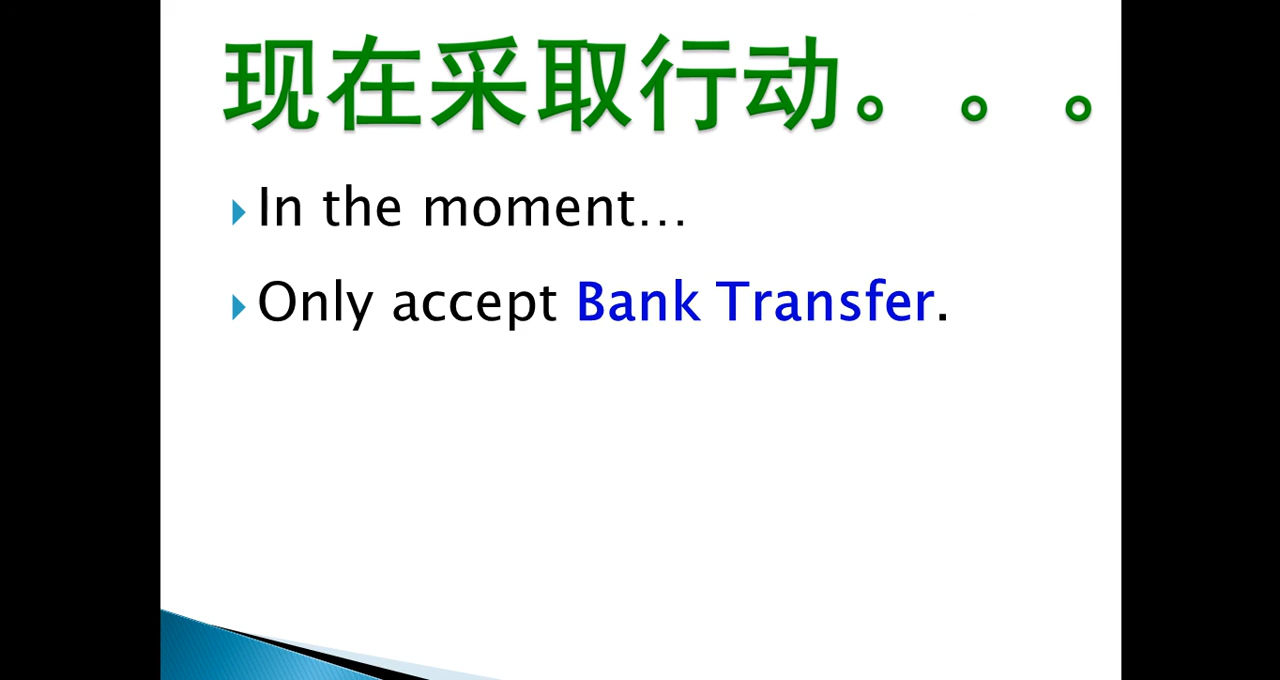 现在采取行动。。。
In the moment…
Only accept Bank Transfer.